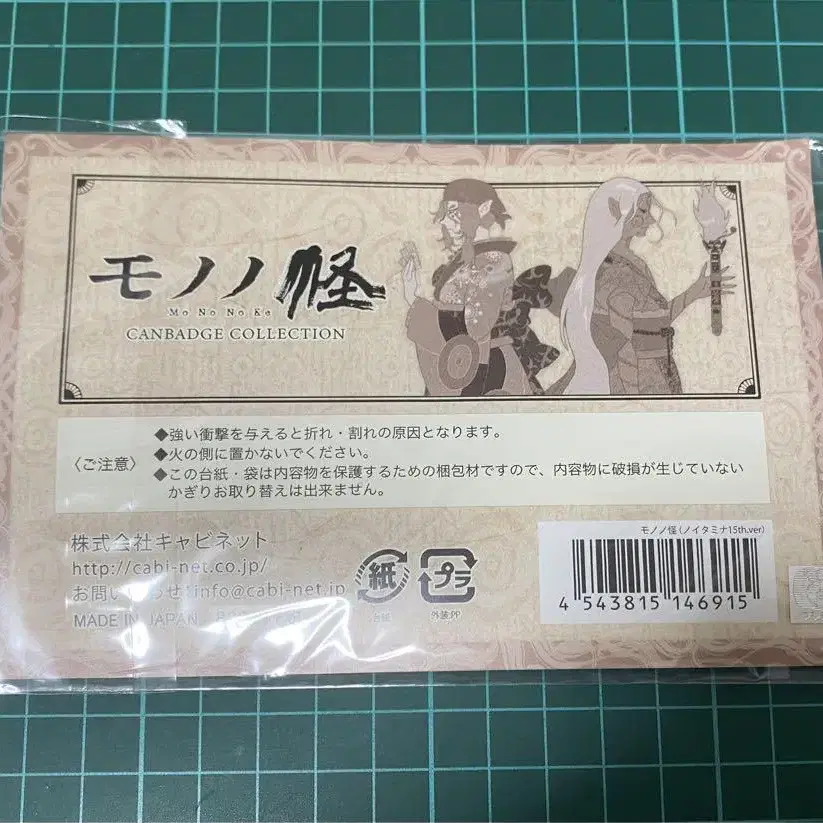 モノノ怪
Mo No No Ke
CANBADGE COLLECTION
〈ご注意〉
◆強い衝撃を与えると折れ・割れの原因となります。
◆火の側に置かないでください。
◆この台紙・袋は内容物を保護するための梱包材ですので、内容物に破損が生じていない
かぎりお取り替えは出来ません。
株式会社キャビネット
http://cabi-net.co.jp/
info@cabi-net.jp
MADE IN JAPAN
紙
台紙
プラ
外装:PP
モノノ怪(ノイタミナ15th.ver)
4 543815 146915